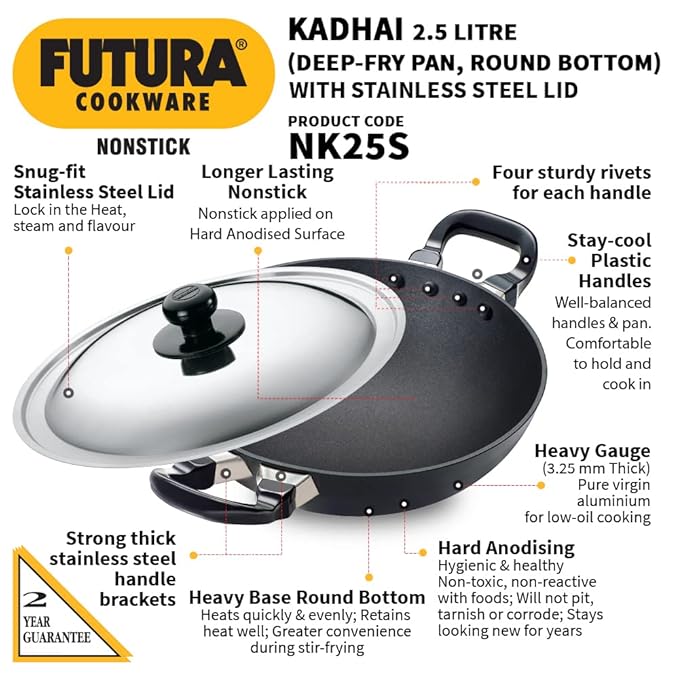 FUTURA®
COOKWARE
NONSTICK
KADHAI 2.5 LITRE
(DEEP-FRY PAN, ROUND BOTTOM)
WITH STAINLESS STEEL LID
PRODUCT CODE
NK25S
Snug-fit
Stainless Steel Lid
Lock in the Heat,
steam and flavour
Longer Lasting
Nonstick
Nonstick applied on
Hard Anodised Surface
Four sturdy rivets
for each handle
Stay-cool
Plastic
Handles
Well-balanced
handles & pan.
Comfortable
to hold and
cook in
Heavy Gauge
(3.25 mm Thick)
Pure virgin
aluminium
for low-oil cooking
Strong thick
stainless steel
handle
brackets
Heavy Base Round Bottom
Heats quickly & evenly; Retains
heat well; Greater convenience
during stir-frying
Hard Anodising
Hygienic & healthy
Non-toxic, non-reactive
with foods; Will not pit,
tarnish or corrode; Stays
looking new for years
2
YEAR
GUARANTEE